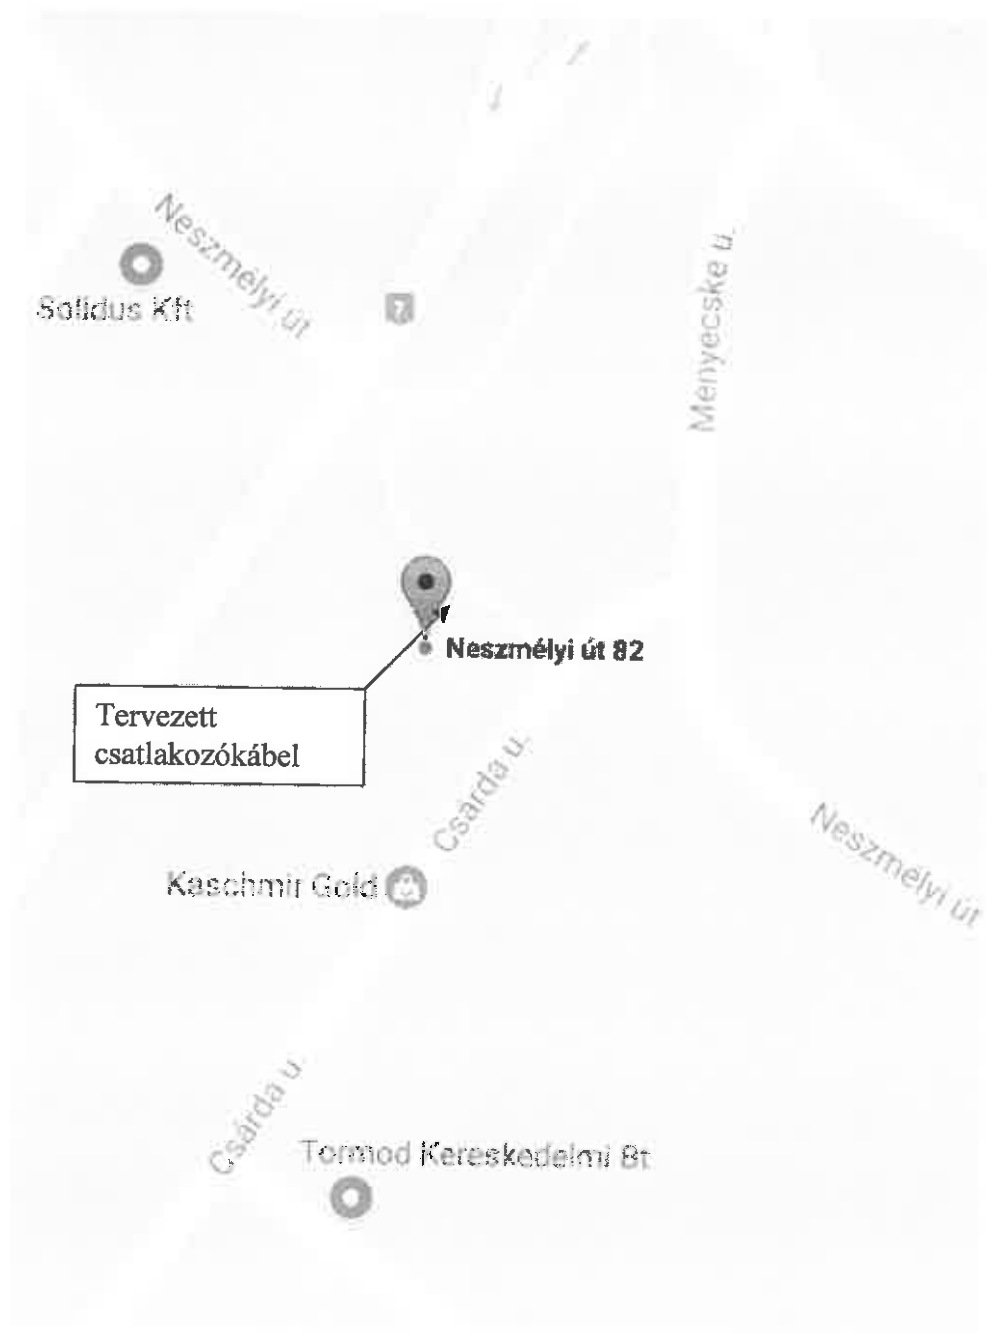 Neszmélyi út
Solidus Kft
Menyecske u.
Neszmélyi út 82
Tervezett
csatlakozókábel
Csárda u.
Neszmélyi út
Kaschmir Gold
Csárda u.
Tormod Kereskedelmi Bt